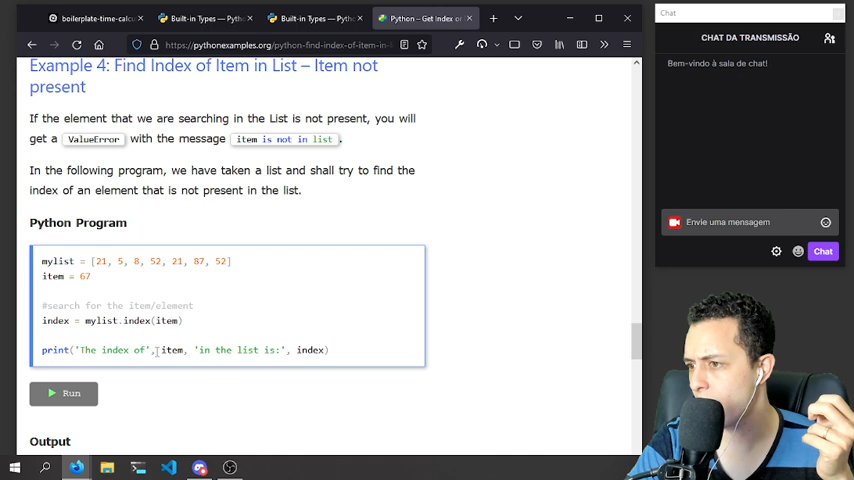 boilerplate-time-calcu
Built-in Types — Python
Built-in Types — Python
Python – Get index or
https://pythonexamples.org/python-find-index-of-item-in-l
Example 4: Find Index of Item in List – Item not
present
If the element that we are searching in the List is not present, you will
get a ValueError with the message item is not in list .
In the following program, we have taken a list and shall try to find the
index of an element that is not present in the list.
Python Program
mylist = [21, 5, 8, 52, 21, 87, 52]
item = 67
#search for the item/element
index = mylist.index(item)
print('The index of', item, 'in the list is:', index)
Run
Output
Chat
CHAT DA TRANSMISSÃO
Bem-vindo à sala de chat!
Envie uma mensagem
Chat